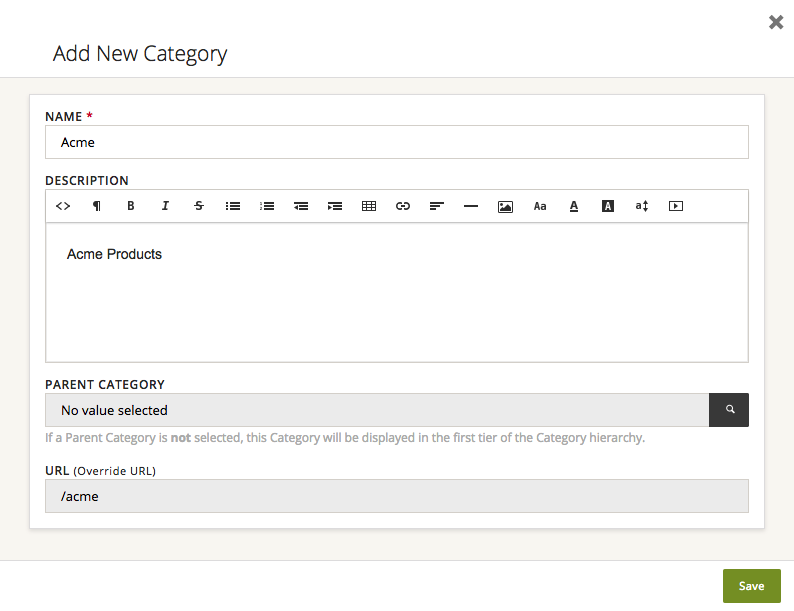 Add New Category
NAME *
Acme
DESCRIPTION
<> ¶ B I S Aa A A a
Acme Products
PARENT CATEGORY
No value selected
If a Parent Category is not selected, this Category will be displayed in the first tier of the Category hierarchy.
URL (Override URL)
/acme
Save